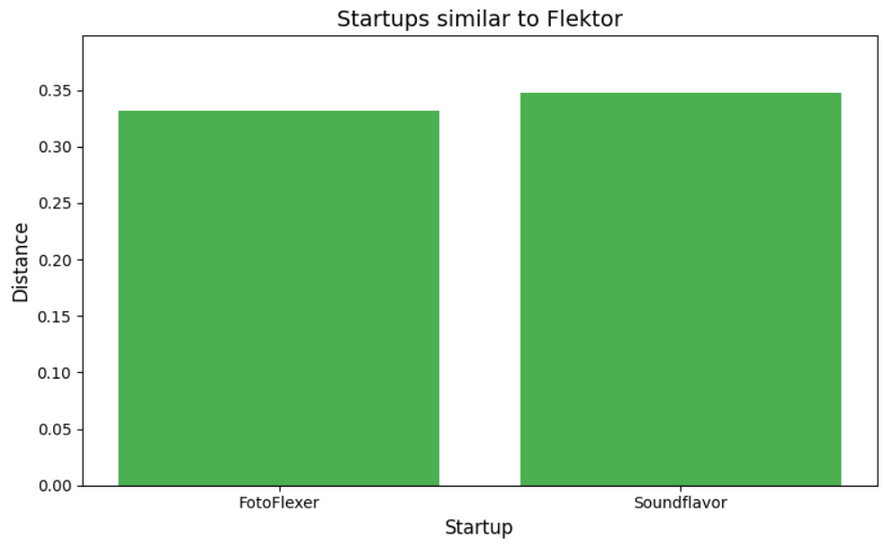 Startups similar to Flektor
Distance
0.35
0.30
0.25
0.20
0.15
0.10
0.05
0.00
FotoFlexer Soundflavor
Startup